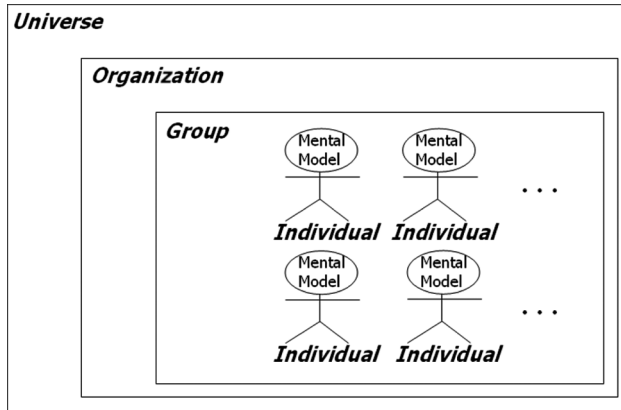 Universe
Organization
Group
Mental
Model
Mental
Model
. . .
Individual
Individual
Mental
Model
Mental
Model
. . .
Individual
Individual